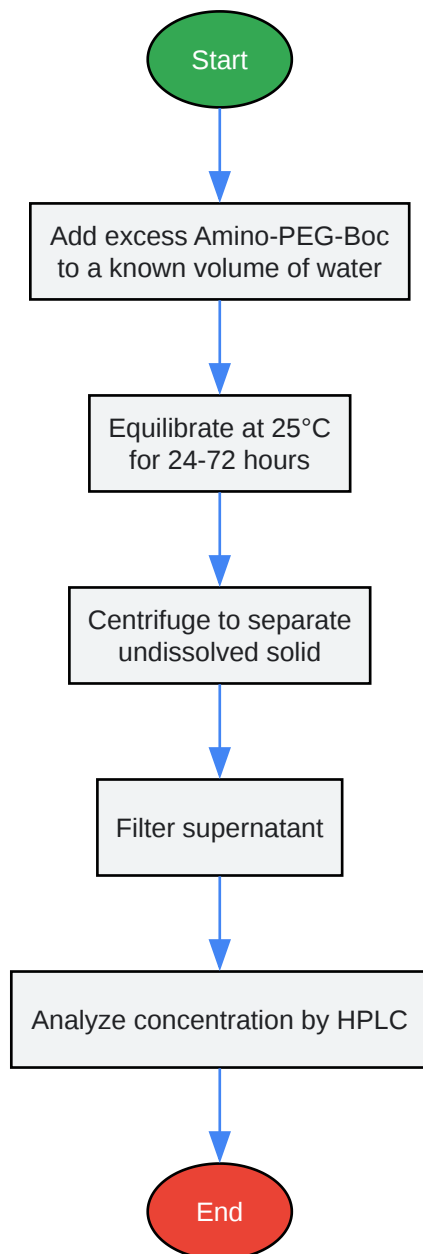 Start
Add excess Amino-PEG-Boc
to a known volume of water
Equilibrate at 25°C
for 24-72 hours
Centrifuge to separate
undissolved solid
Filter supernatant
Analyze concentration by HPLC
End